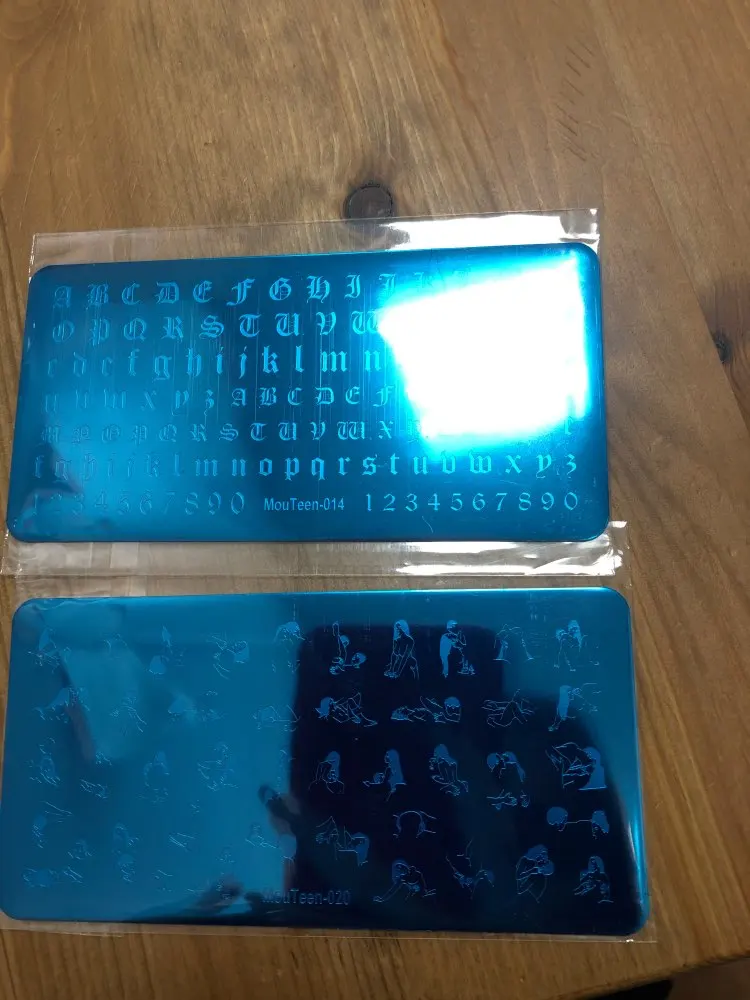 A B C D E F G H I J K
O P Q R S T U V W
c d e f g h i j k l m n
u v w x y z A B C D E F
M N O P Q R S T U V W X
f g h i j k l m n o p q r s t u v w x y z
1 2 3 4 5 6 7 8 9 0 MouTeen-014 1 2 3 4 5 6 7 8 9 0
MouTeen-020